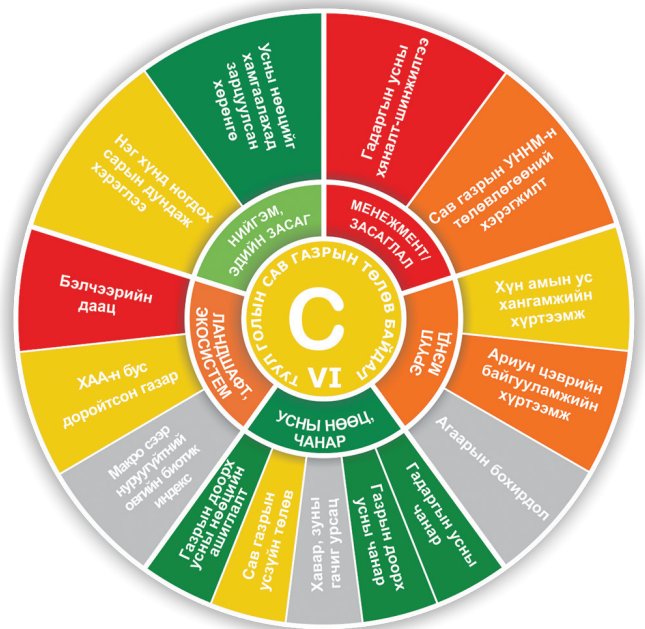 ТУУЛ ГОЛЫН САВ ГАЗРЫН ТӨЛӨВ БАЙДАЛ
C
VI
МЕНЕЖМЕНТ/
ЗАСАГЛАЛ
Гадаргын усны
хяналт-шинжилгээ
Сав газрын УННМ-н
төлөвлөгөөний
хэрэгжилт
ЭРҮҮЛ
МЭНД
Хүн амын ус
хангамжийн
хүртээмж
Ариун цэврийн
байгууламжийн
хүртээмж
Агаарын бохирдол
УСНЫ НӨӨЦ,
ЧАНАР
Гадаргын усны
чанар
Газрын доорх
усны чанар
Хавар, зуны
гачиг урсац
Сав газрын
усзүйн төлөв
Газрын доорх
усны нөөцийн
ашиглалт
ЛАНДШАФТ,
ЭКОСИСТЕМ
Макро сээр
нуруугүйтний
овгийн биотик
индекс
ХАА-н бус
доройтсон газар
Бэлчээрийн
даац
НИЙГЭМ,
ЭДИЙН ЗАСАГ
Нэг хүнд ногдох
сарын дундаж
хэрэглээ
Усны нөөцийг
хамгаалахад
зарцуулсан
хөрөнгө